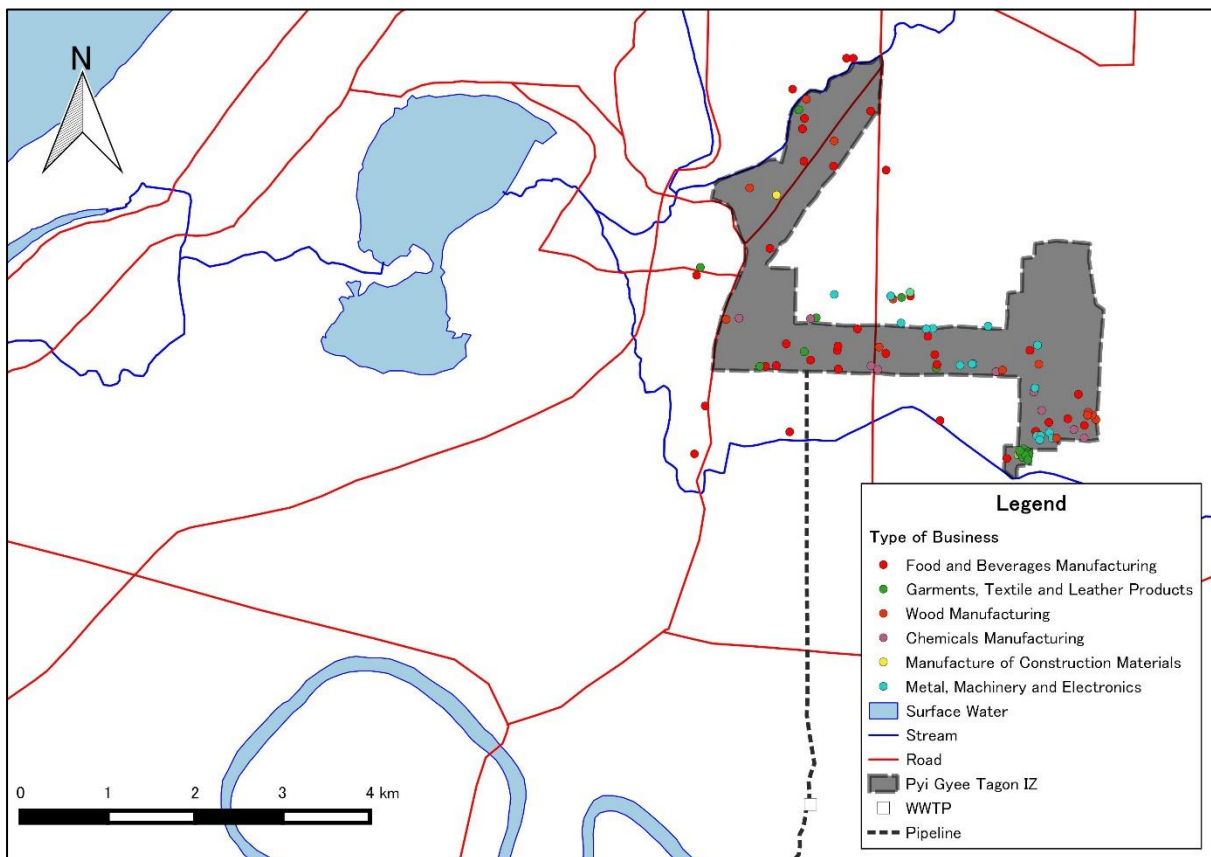 N
Legend
Type of Business
Food and Beverages Manufacturing
Garments, Textile and Leather Products
Wood Manufacturing
Chemicals Manufacturing
Manufacture of Construction Materials
Metal, Machinery and Electronics
Surface Water
Stream
Road
Pyi Gyee Tagon IZ
WWTP
Pipeline
0 1 2 3 4 km